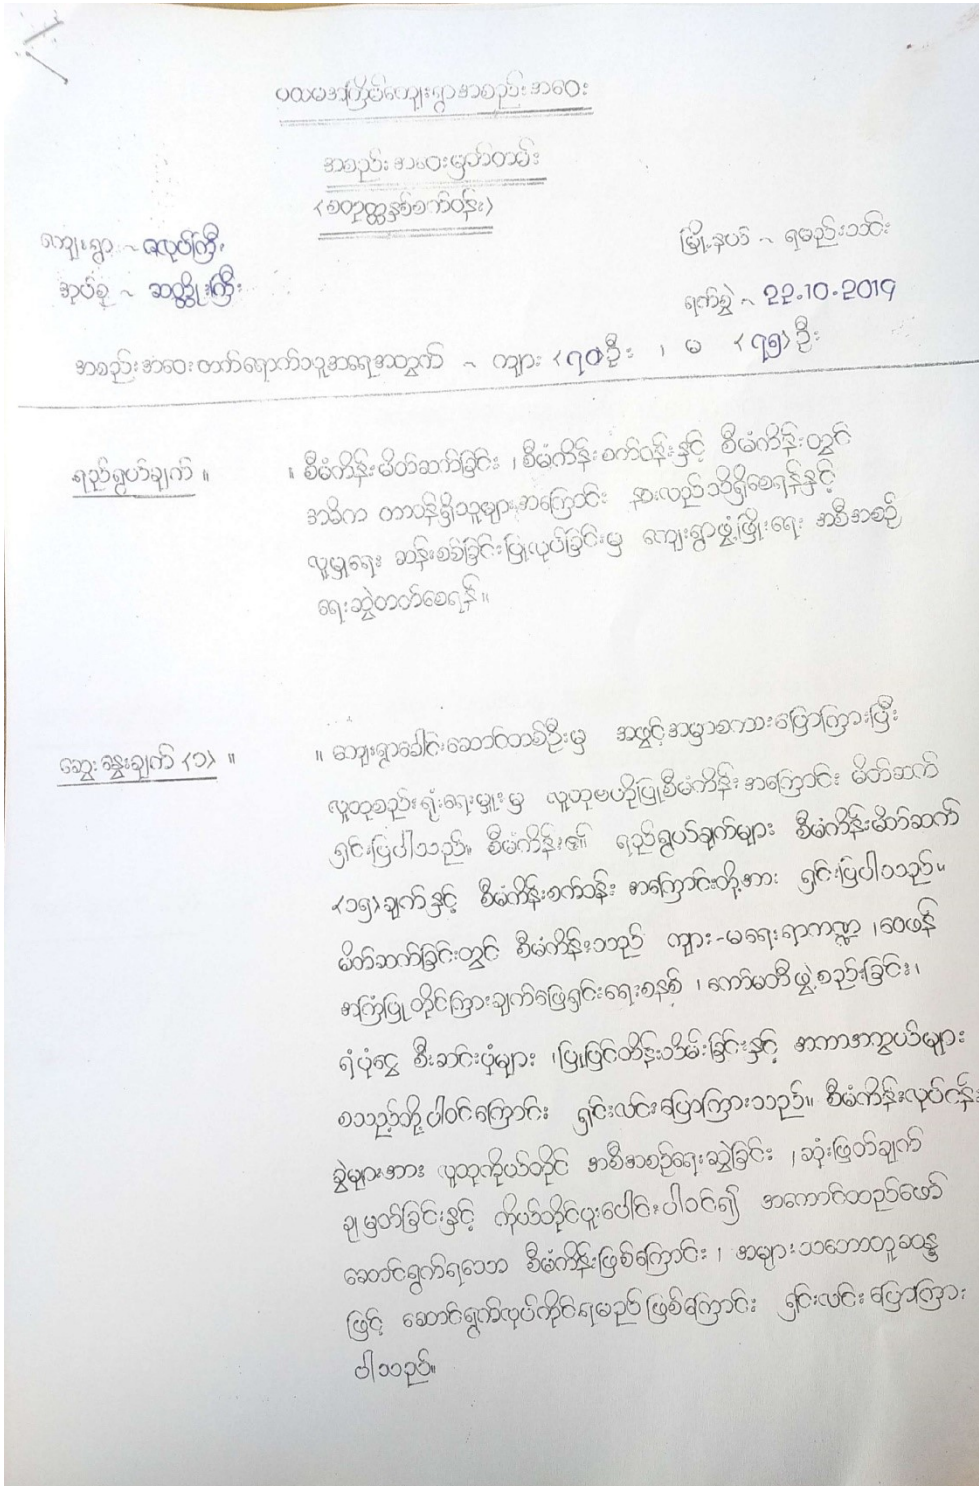 ပထမအကြိမ်ကျေးရွာအစည်းအဝေး
အစည်းအဝေးမှတ်တမ်း
<စတုတ္ထနှစ်စက်ဝန်း>
ကျေးရွာ ~ ကြီး
မြို့နယ် ~ ရမည်းသင်း
အုပ်စု ~ ဆတ္တိုးကြီး
ရက်စွဲ ~ 22.10.2019
အစည်းအဝေးတက်ရောက်သူအရေအတွက် ~ ကျား <၇၀>ဦး ၊ မ <၇၅>ဦး
ရည်ရွယ်ချက် ။ ။ စီမံကိန်းမိတ်ဆက်ခြင်း ၊ စီမံကိန်းစက်ဝန်းနှင့် စီမံကိန်းတွင်
အဓိက တာဝန်ရှိသူများအကြောင်း နားလည်သိရှိစေရန်နှင့်
လူမှုရေး ဆန်းစစ်ခြင်းပြုလုပ်ခြင်းမှ ကျေးရွာဖွံ့ဖြိုးရေး အစီအစဉ်
ရေးဆွဲတတ်စေရန်။
ဆွေးနွေးချက် <၁> ။ ။ ကျေးရွာခေါင်းဆောင်တစ်ဦးမှ အဖွင့်အမှာစကားပြောကြားပြီး
လူထုစည်းရုံးရေးမှူးမှ လူထုဗဟိုပြုစီမံကိန်းအကြောင်း မိတ်ဆက်
ရှင်းပြပါသည်။ စီမံကိန်း၏ ရည်ရွယ်ချက်များ စီမံကိန်းမိတ်ဆက်
<၁၅>ချက်နှင့် စီမံကိန်းစက်ဝန်း အကြောင်းတို့အား ရှင်းပြပါသည်။
မိတ်ဆက်ခြင်းတွင် စီမံကိန်းသည် ကျား-မရေးရာကဏ္ဍ ၊ ဝေဖန်
အကြံပြုတိုင်ကြားချက်ဖြေရှင်းရေးစနစ် ၊ ကော်မတီဖွဲ့စည်းခြင်း ၊
ရံပုံငွေ စီးဆင်းပုံများ ၊ ပြုပြင်ထိန်းသိမ်းခြင်းနှင့် အကာအကွယ်များ
စသည်တို့ပါဝင်ကြောင်း ရှင်းလင်းပြောကြားသည်။ စီမံကိန်းလုပ်ငန်း
ခွဲများအား လူထုကိုယ်တိုင် အစီအစဉ်ရေးဆွဲခြင်း ၊ ဆုံးဖြတ်ချက်
ချမှတ်ခြင်းနှင့် ကိုယ်တိုင်ပူးပေါင်းပါဝင်၍ အကောင်ထည်ဖော်
ဆောင်ရွက်ရသော စီမံကိန်းဖြစ်ကြောင်း ၊ အများသဘောတူဆန္ဒ
ဖြင့် ဆောင်ရွက်လုပ်ကိုင်ရမည်ဖြစ်ကြောင်း ရှင်းလင်းပြောကြား
ပါသည်။